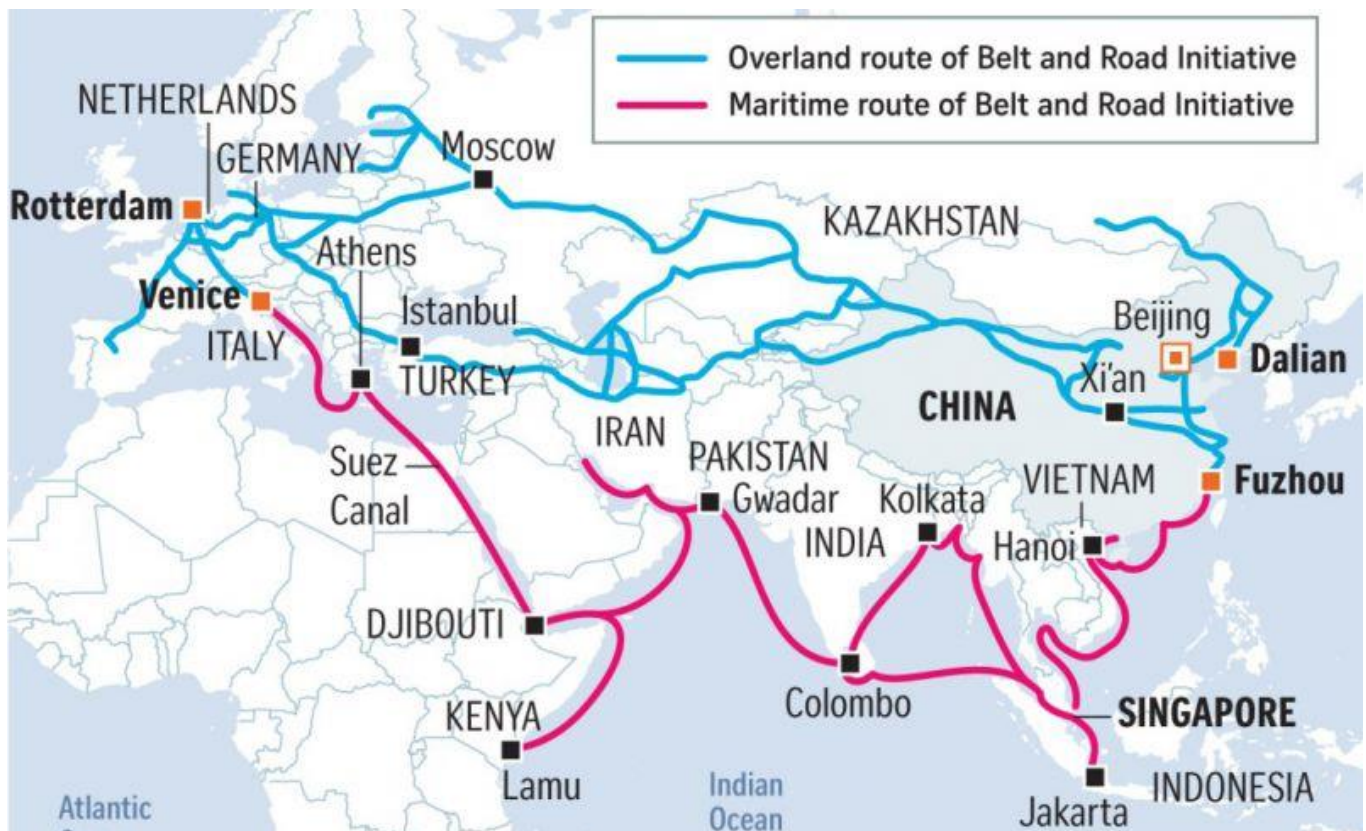 Overland route of Belt and Road Initiative
Maritime route of Belt and Road Initiative
NETHERLANDS
GERMANY
Moscow
Rotterdam
KAZAKHSTAN
Athens
Venice
Istanbul
Beijing
ITALY
TURKEY
Xi'an
Dalian
CHINA
IRAN
PAKISTAN
Suez
Canal
Gwadar
Kolkata
VIETNAM
Fuzhou
INDIA
Hanoi
DJIBOUTI
Colombo
SINGAPORE
KENYA
Lamu
Indian
Ocean
Jakarta
INDONESIA
Atlantic